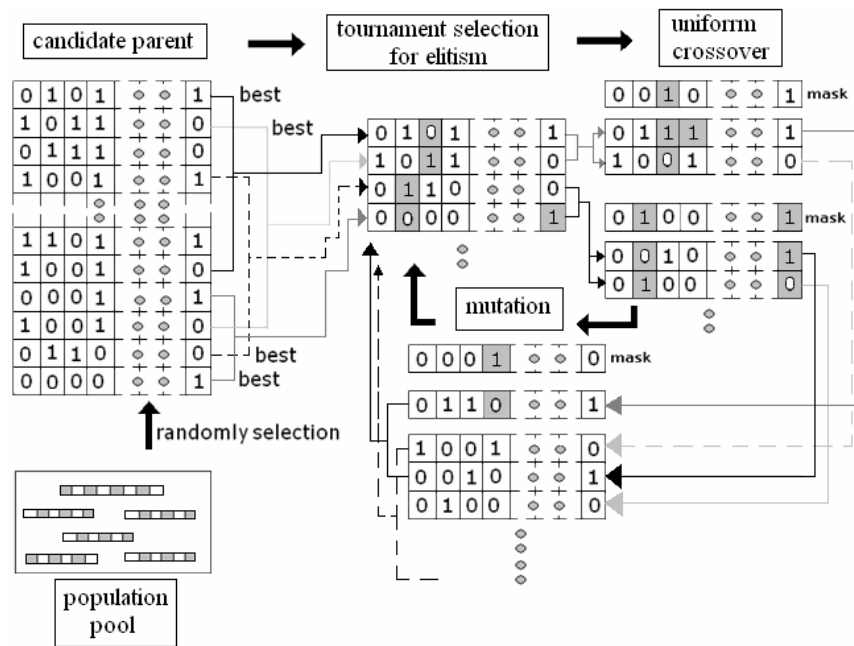 candidate parent
tournament selection
for elitism
uniform
crossover
0 1 0 1 1 best
1 0 1 1 0 best
0 1 1 1 0
1 0 0 1 1
1 1 0 1 1
1 0 0 1 0
0 0 0 1 1
1 0 0 1 0
0 1 1 0 0 best
0 0 0 0 1 best
0 1 0 1 1
1 0 1 1 0
0 1 1 0 0
0 0 0 0 1
0 0 1 0 1 mask
0 1 1 1 1
1 0 0 1 0
0 1 0 0 1 mask
0 0 1 0 1
0 1 0 0 0
mutation
0 0 0 1 0 mask
0 1 1 0 1
1 0 0 1 0
0 0 1 0 1
0 1 0 0 0
randomly selection
population
pool